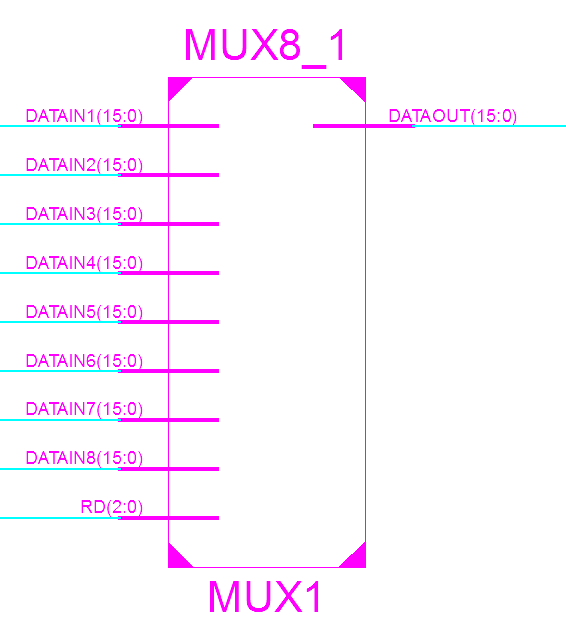 MUX8_1
DATAIN1(15:0)
DATAOUT(15:0)
DATAIN2(15:0)
DATAIN3(15:0)
DATAIN4(15:0)
DATAIN5(15:0)
DATAIN6(15:0)
DATAIN7(15:0)
DATAIN8(15:0)
RD(2:0)
MUX1